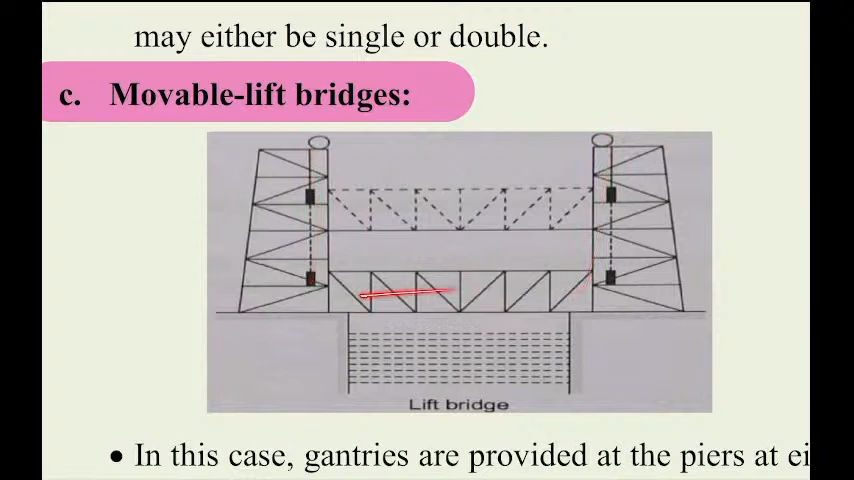 may either be single or double.
c. Movable-lift bridges:
Lift bridge
• In this case, gantries are provided at the piers at ei